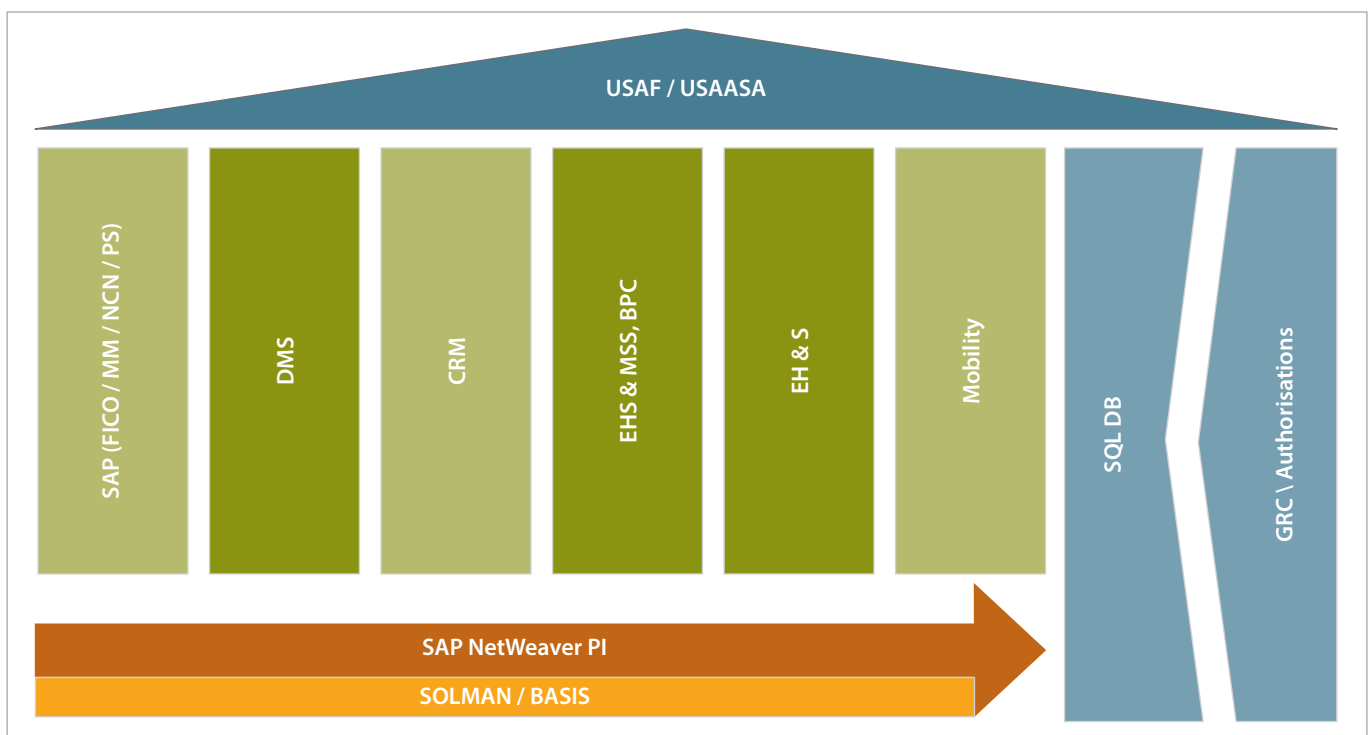 USAF / USAASA
SAP (FICO / MM / NCN / PS)
DMS
CRM
EHS & MSS, BPC
EH & S
Mobility
SQL DB
GRC \ Authorisations
SAP NetWeaver PI
SOLMAN / BASIS